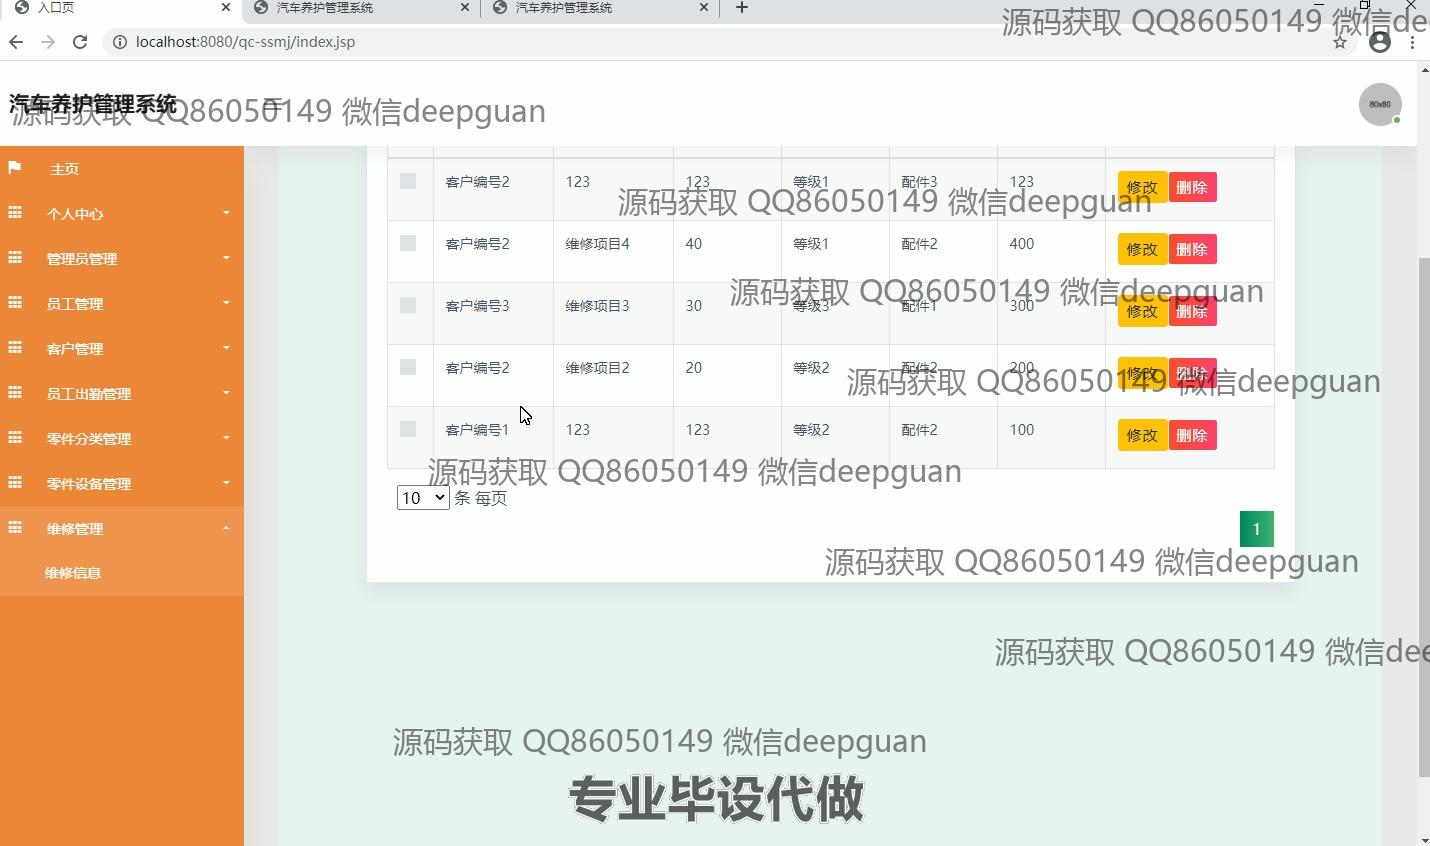 入口页
汽车养护管理系统
汽车养护管理系统
localhost:8080/qc-ssmj/index.jsp
源码获取 QQ86050149 微信de
汽车养护管理系统
源码获取 QQ86050149 微信deepguan
80x80
主页
个人中心
管理员管理
员工管理
客户管理
员工出勤管理
零件分类管理
零件设备管理
维修管理
维修信息
客户编号2 123 123 等级1 配件3 123 修改 删除
源码获取 QQ86050149 微信deepguan
客户编号2 维修项目4 40 等级1 配件2 400 修改 删除
源码获取 QQ86050149 微信deepguan
客户编号3 维修项目3 30 等级3 配件1 300 修改 删除
客户编号2 维修项目2 20 等级2 配件2 200 修改 删除
源码获取 QQ86050149 微信deepguan
客户编号1 123 123 等级2 配件2 100 修改 删除
源码获取 QQ86050149 微信deepguan
10 条 每页
1
源码获取 QQ86050149 微信deepguan
源码获取 QQ86050149 微信dee
源码获取 QQ86050149 微信deepguan
专业毕设代做